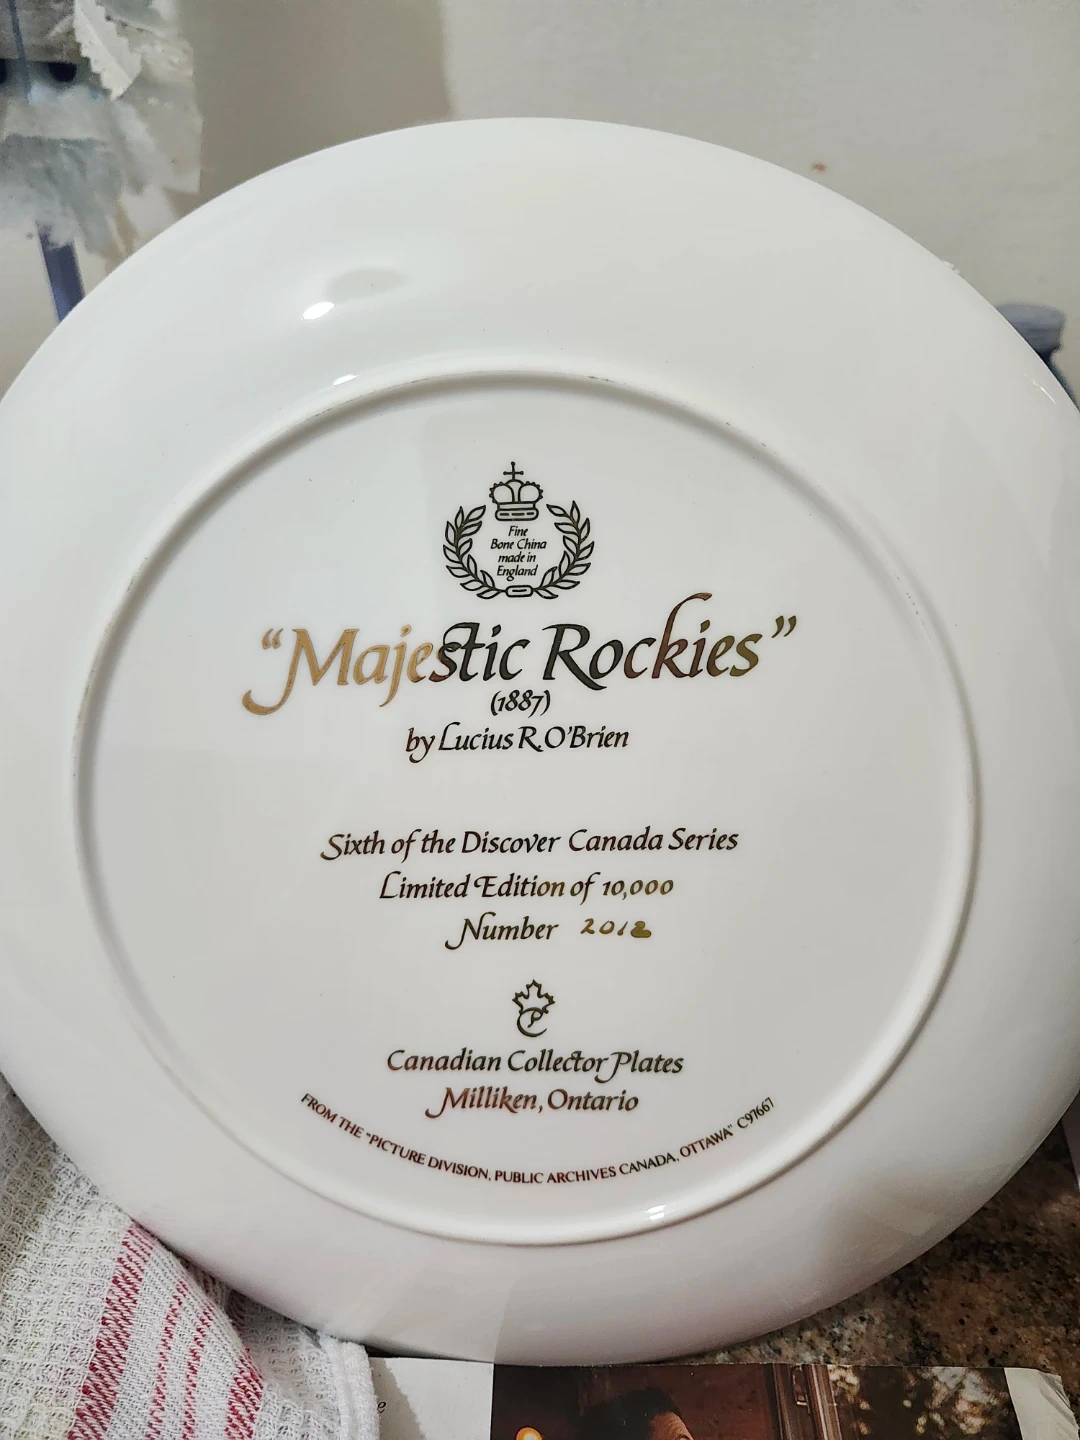 Fine
Bone China
made in
England
"Majestic Rockies"
(1887)
by Lucius R. O'Brien
Sixth of the Discover Canada Series
Limited Edition of 10,000
Number 2012
CP
Canadian Collector Plates
Milliken, Ontario
FROM THE "PICTURE DIVISION, PUBLIC ARCHIVES CANADA, OTTAWA" C97667
e